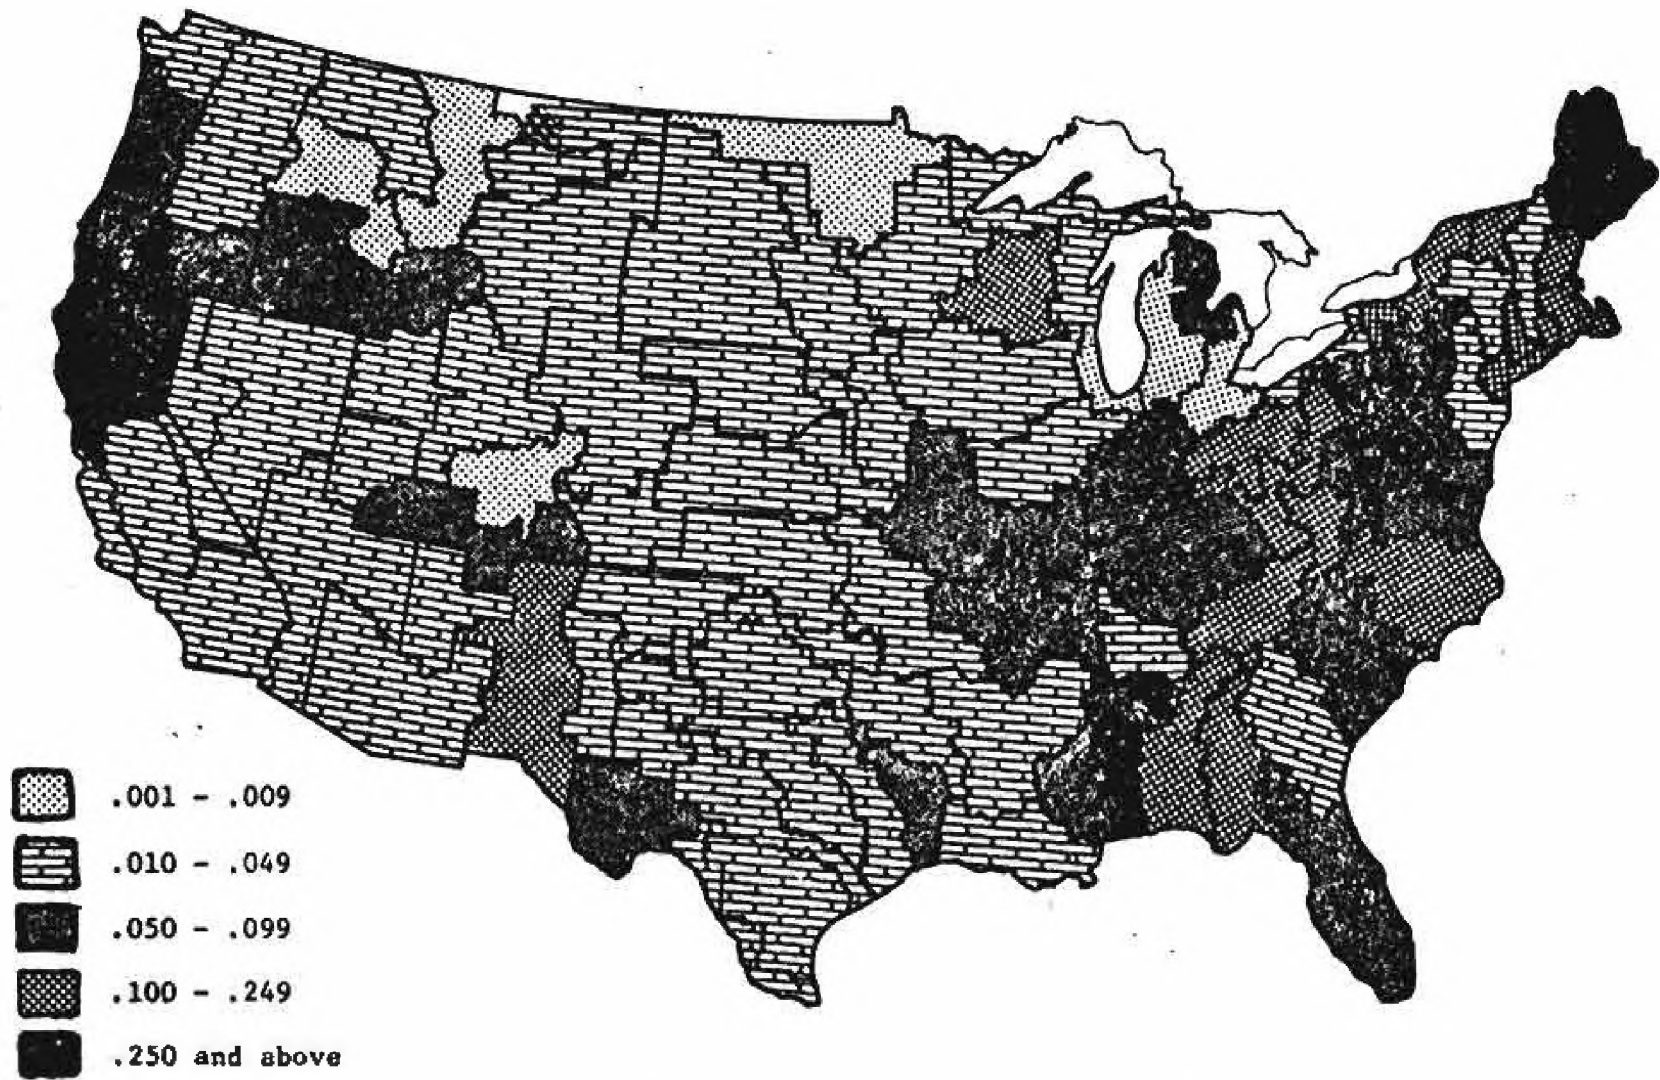 .001 - .009
.010 - .049
.050 - .099
.100 - .249
.250 and above